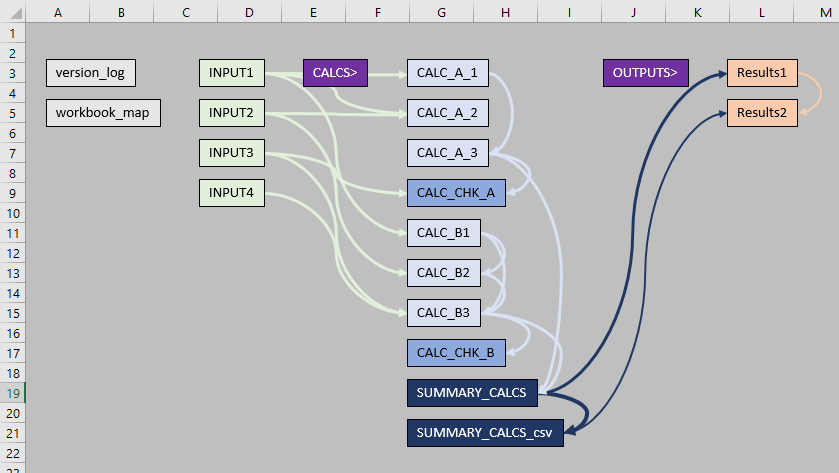 A B C D E F G H I J K L M
1
2
3 version_log INPUT1 CALCS> CALC_A_1 OUTPUTS> Results1
4
5 workbook_map INPUT2 CALC_A_2 Results2
6
7 INPUT3 CALC_A_3
8
9 INPUT4 CALC_CHK_A
10
11 CALC_B1
12
13 CALC_B2
14
15 CALC_B3
16
17 CALC_CHK_B
18
19 SUMMARY_CALCS
20
21 SUMMARY_CALCS_csv
22
23